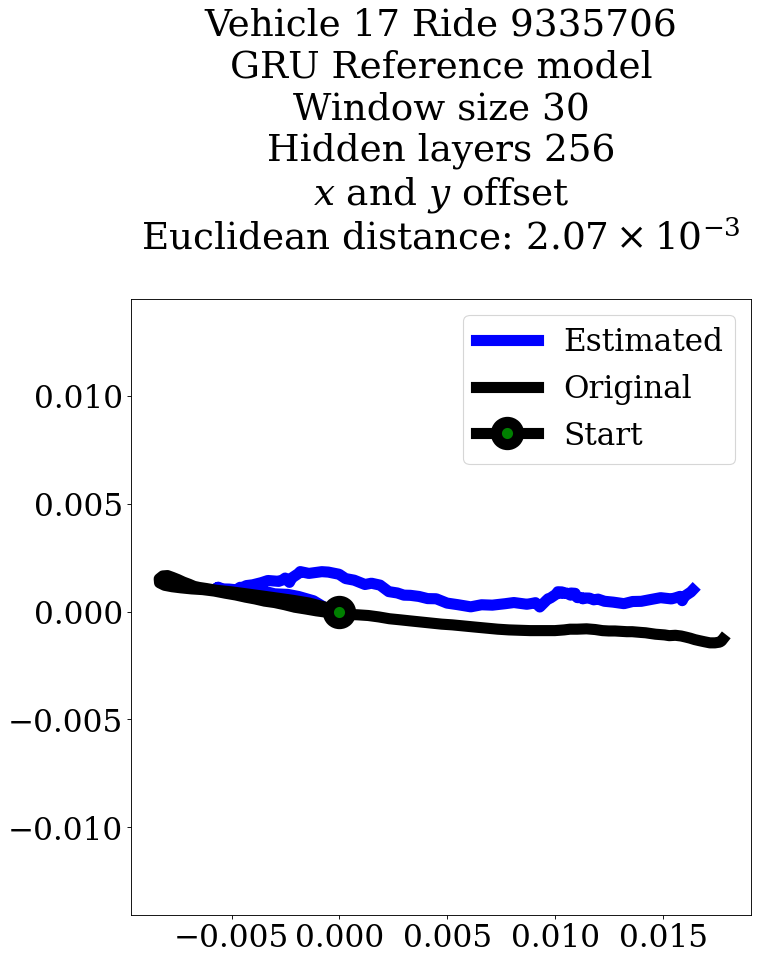 Vehicle 17 Ride 9335706
GRU Reference model
Window size 30
Hidden layers 256
x and y offset
Euclidean distance: 2.07 × 10⁻³
Estimated
Original
Start
0.010
0.005
0.000
−0.005
−0.010
−0.005 0.000 0.005 0.010 0.015